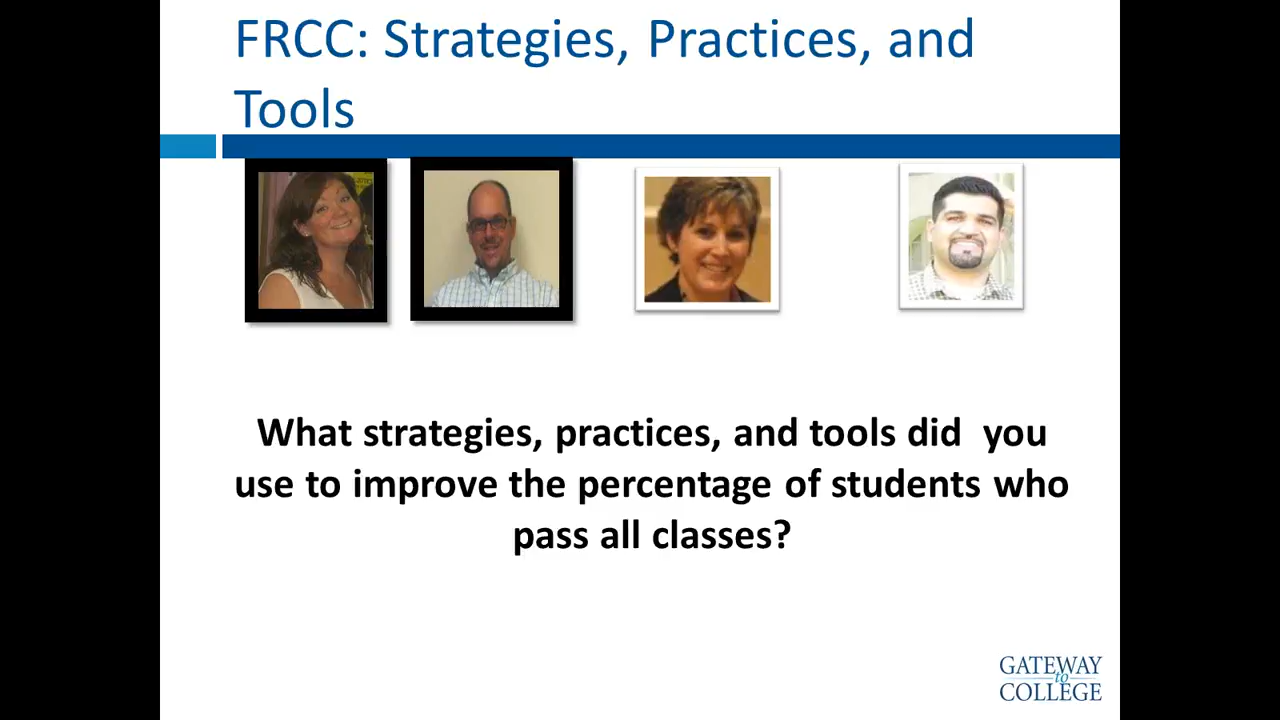 FRCC: Strategies, Practices, and
Tools
What strategies, practices, and tools did  you
use to improve the percentage of students who
pass all classes?
GATEWAY
to
COLLEGE